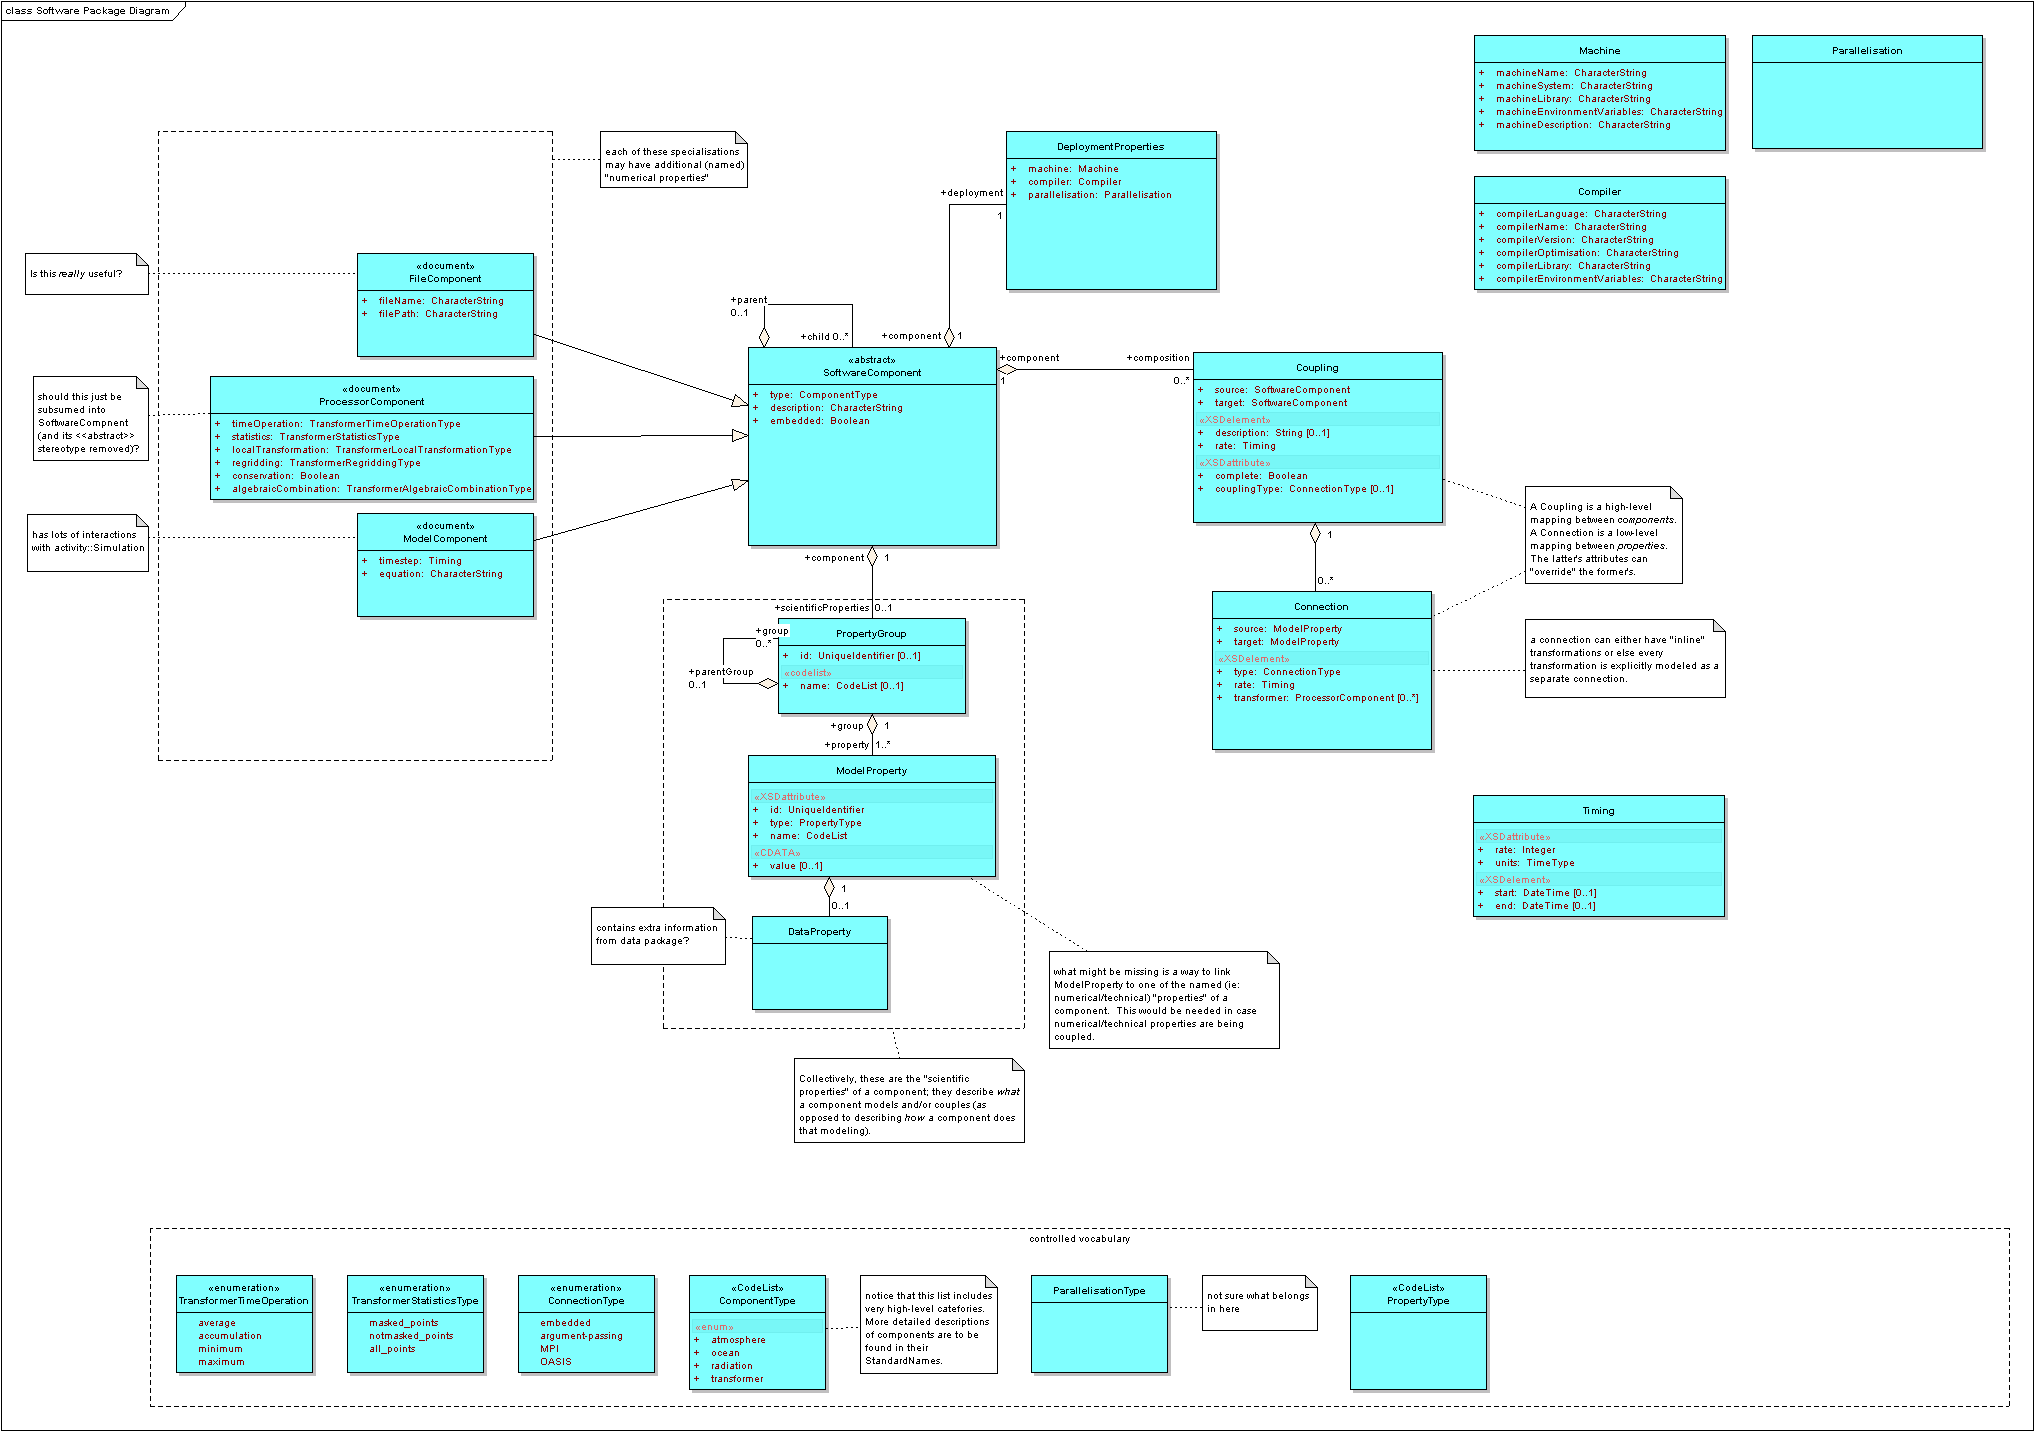 class Software Package Diagram
Machine
+ machineName: CharacterString
+ machineSystem: CharacterString
+ machineLibrary: CharacterString
+ machineEnvironmentVariables: CharacterString
+ machineDescription: CharacterString
Parallelisation
each of these specialisations
may have additional (named)
"numerical properties"
DeploymentProperties
+ machine: Machine
+ compiler: Compiler
+ parallelisation: Parallelisation
+deployment
1
Compiler
+ compilerLanguage: CharacterString
+ compilerName: CharacterString
+ compilerVersion: CharacterString
+ compilerOptimisation: CharacterString
+ compilerLibrary: CharacterString
+ compilerEnvironmentVariables: CharacterString
Is this really useful?
«document»
FileComponent
+ fileName: CharacterString
+ filePath: CharacterString
+parent
0..1
+child 0..*
+component 1
«abstract»
SoftwareComponent
+ type: ComponentType
+ description: CharacterString
+ embedded: Boolean
+component
1
+composition
0..*
Coupling
+ source: SoftwareComponent
+ target: SoftwareComponent
«XSDelement»
+ description: String [0..1]
+ rate: Timing
«XSDattribute»
+ complete: Boolean
+ couplingType: ConnectionType [0..1]
should this just be
subsumed into
SoftwareCompnent
(and its <<abstract>>
stereotype removed)?
«document»
ProcessorComponent
+ timeOperation: TransformerTimeOperationType
+ statistics: TransformerStatisticsType
+ localTransformation: TransformerLocalTransformationType
+ regridding: TransformerRegriddingType
+ conservation: Boolean
+ algebraicCombination: TransformerAlgebraicCombinationType
has lots of interactions
with activity::Simulation
«document»
ModelComponent
+ timestep: Timing
+ equation: CharacterString
A Coupling is a high-level
mapping between components.
A Connection is a low-level
mapping between properties.
The latter's attributes can
"override" the former's.
1
0..*
Connection
+ source: ModelProperty
+ target: ModelProperty
«XSDelement»
+ type: ConnectionType
+ rate: Timing
+ transformer: ProcessorComponent [0..*]
a connection can either have "inline"
transformations or else every
transformation is explicitly modeled as a
separate connection.
+component 1
+scientificProperties 0..1
+group
0..*
+parentGroup
0..1
PropertyGroup
+ id: UniqueIdentifier [0..1]
«codelist»
+ name: CodeList [0..1]
+group 1
+property 1..*
ModelProperty
«XSDattribute»
+ id: UniqueIdentifier
+ type: PropertyType
+ name: CodeList
«CDATA»
+ value [0..1]
1
0..1
DataProperty
contains extra information
from data package?
Timing
«XSDattribute»
+ rate: Integer
+ units: TimeType
«XSDelement»
+ start: DateTime [0..1]
+ end: DateTime [0..1]
what might be missing is a way to link
ModelProperty to one of the named (ie:
numerical/technical) "properties" of a
component. This would be needed in case
numerical/technical properties are being
coupled.
Collectively, these are the "scientific
properties" of a component; they describe what
a component models and/or couples (as
opposed to describing how a component does
that modeling).
controlled vocabulary
«enumeration»
TransformerTimeOperation
average
accumulation
minimum
maximum
«enumeration»
TransformerStatisticsType
masked_points
notmasked_points
all_points
«enumeration»
ConnectionType
embedded
argument-passing
MPI
OASIS
«CodeList»
ComponentType
«enum»
+ atmosphere
+ ocean
+ radiation
+ transformer
notice that this list includes
very high-level catefories.
More detailed descriptions
of components are to be
found in their
StandardNames.
ParallelisationType
not sure what belongs
in here
«CodeList»
PropertyType